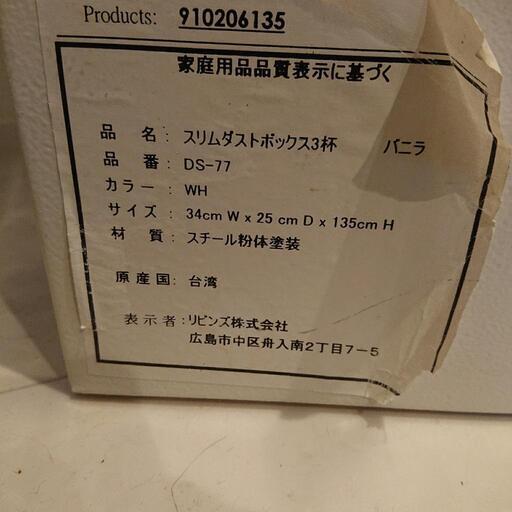 Products: 910206135
家庭用品品質表示に基づく
品 名: スリムダストボックス3杯 バニラ
品 番: DS-77
カラー: WH
サイズ: 34cm W x 25 cm D x 135cm H
材 質: スチール粉体塗装
原産国: 台湾
表示者: リビンズ株式会社
広島市中区舟入南2丁目7-5